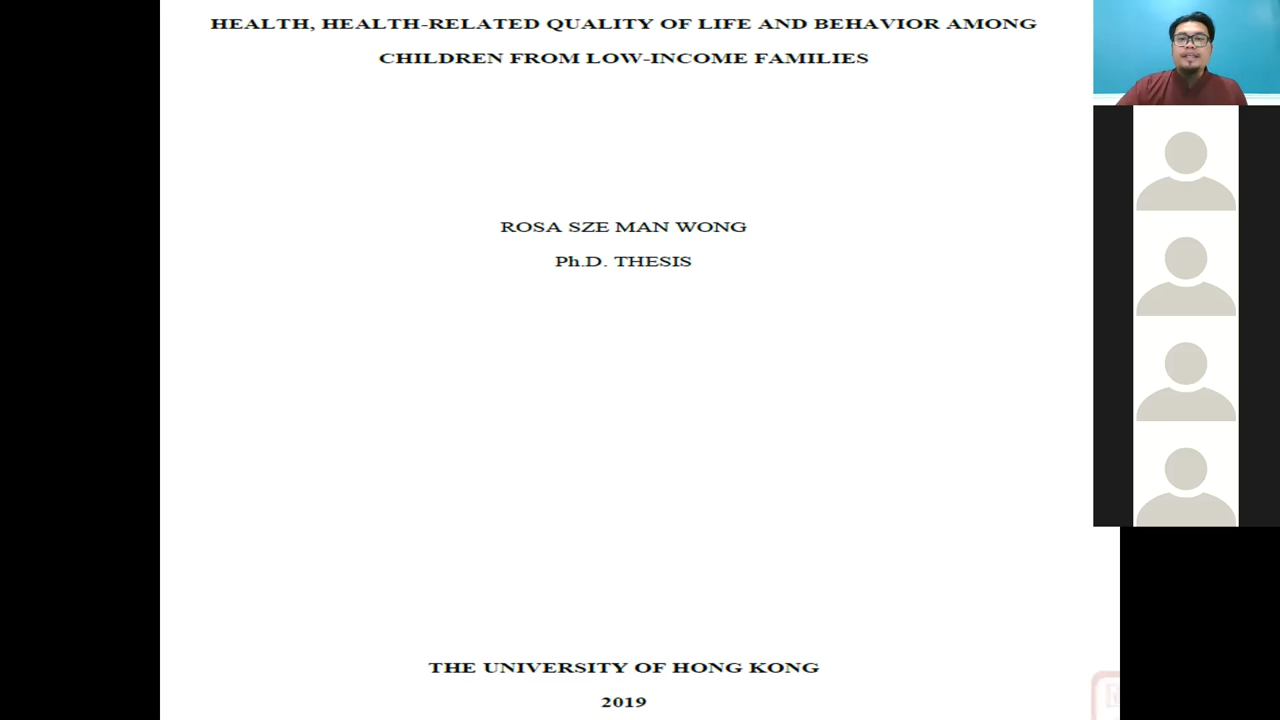 HEALTH, HEALTH-RELATED QUALITY OF LIFE AND BEHAVIOR AMONG
CHILDREN FROM LOW-INCOME FAMILIES
ROSA SZE MAN WONG
Ph.D. THESIS
THE UNIVERSITY OF HONG KONG
2019